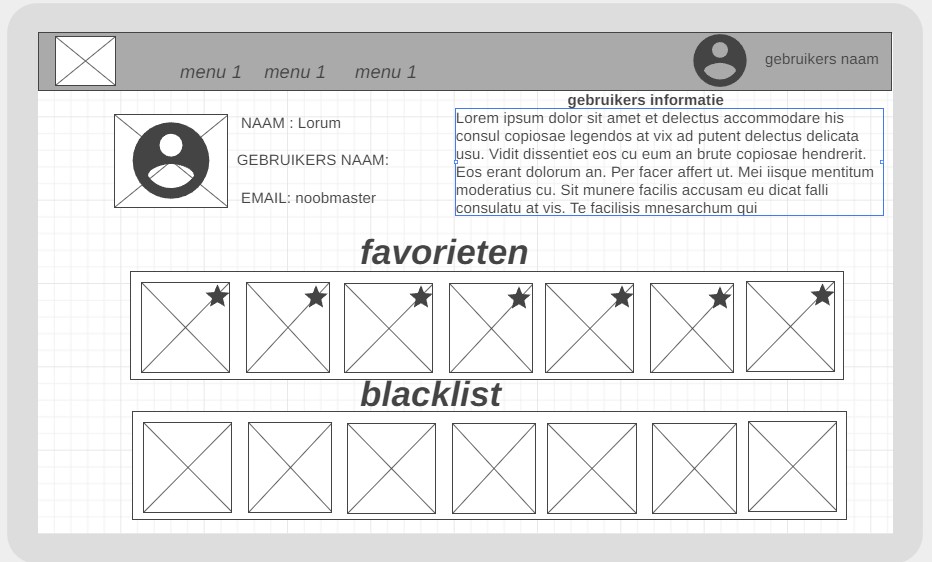 menu 1 menu 1 menu 1 gebruikers naam
NAAM : Lorum
GEBRUIKERS NAAM:
EMAIL: noobmaster
gebruikers informatie
Lorem ipsum dolor sit amet et delectus accommodare his
consul copiosae legendos at vix ad putent delectus delicata
usu. Vidit dissentiet eos cu eum an brute copiosae hendrerit.
Eos erant dolorum an. Per facer affert ut. Mei iisque mentitum
moderatius cu. Sit munere facilis accusam eu dicat falli
consulatu at vis. Te facilisis mnesarchum qui
favorieten
blacklist